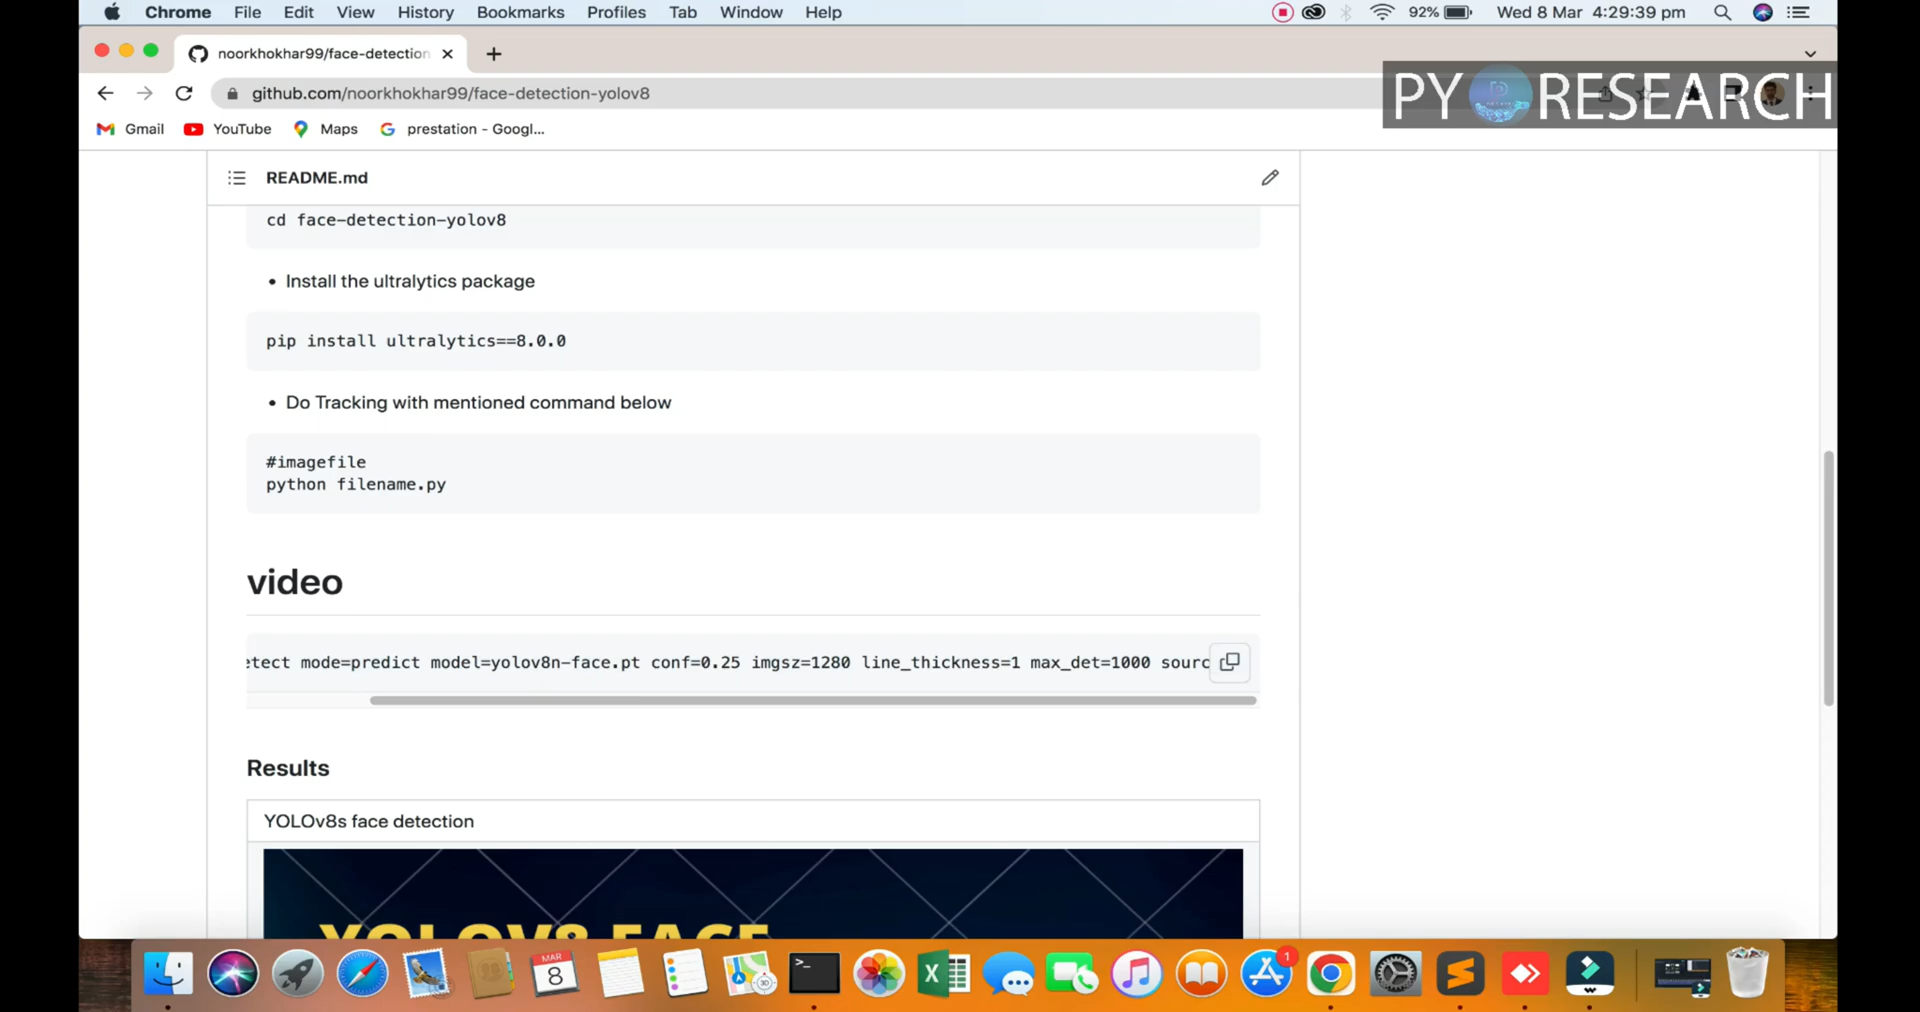 Chrome File Edit View History Bookmarks Profiles Tab Window Help 92% Wed 8 Mar 4:29:39 pm
noorkhokhar99/face-detection
github.com/noorkhokhar99/face-detection-yolov8
PY RESEARCH
Gmail YouTube Maps prestation - Googl...
README.md
cd face-detection-yolov8
• Install the ultralytics package
pip install ultralytics==8.0.0
• Do Tracking with mentioned command below
#imagefile
python filename.py
video
etect mode=predict model=yolov8n-face.pt conf=0.25 imgsz=1280 line_thickness=1 max_det=1000 sourc
Results
YOLOv8s face detection
YOLOV8 FACE
MAR
8
1